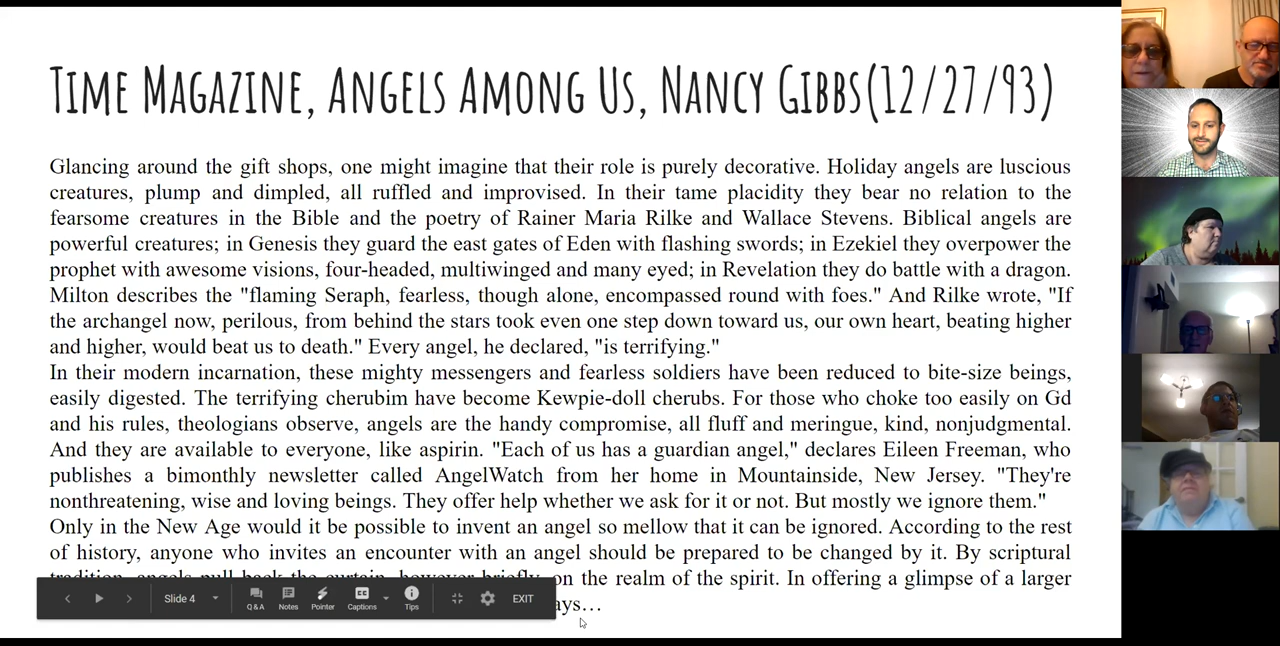 Time Magazine, Angels Among Us, Nancy Gibbs(12/27/93)
Glancing around the gift shops, one might imagine that their role is purely decorative. Holiday angels are luscious
creatures, plump and dimpled, all ruffled and improvised. In their tame placidity they bear no relation to the
fearsome creatures in the Bible and the poetry of Rainer Maria Rilke and Wallace Stevens. Biblical angels are
powerful creatures; in Genesis they guard the east gates of Eden with flashing swords; in Ezekiel they overpower the
prophet with awesome visions, four-headed, multiwinged and many eyed; in Revelation they do battle with a dragon.
Milton describes the "flaming Seraph, fearless, though alone, encompassed round with foes." And Rilke wrote, "If
the archangel now, perilous, from behind the stars took even one step down toward us, our own heart, beating higher
and higher, would beat us to death." Every angel, he declared, "is terrifying."
In their modern incarnation, these mighty messengers and fearless soldiers have been reduced to bite-size beings,
easily digested. The terrifying cherubim have become Kewpie-doll cherubs. For those who choke too easily on Gd
and his rules, theologians observe, angels are the handy compromise, all fluff and meringue, kind, nonjudgmental.
And they are available to everyone, like aspirin. "Each of us has a guardian angel," declares Eileen Freeman, who
publishes a bimonthly newsletter called AngelWatch from her home in Mountainside, New Jersey. "They're
nonthreatening, wise and loving beings. They offer help whether we ask for it or not. But mostly we ignore them."
Only in the New Age would it be possible to invent an angel so mellow that it can be ignored. According to the rest
of history, anyone who invites an encounter with an angel should be prepared to be changed by it. By scriptural
tradition, angels pull back the curtain, however briefly, on the realm of the spirit. In offering a glimpse of a larger
ays…
Slide 4
Q&A Notes Pointer Captions Tips
EXIT